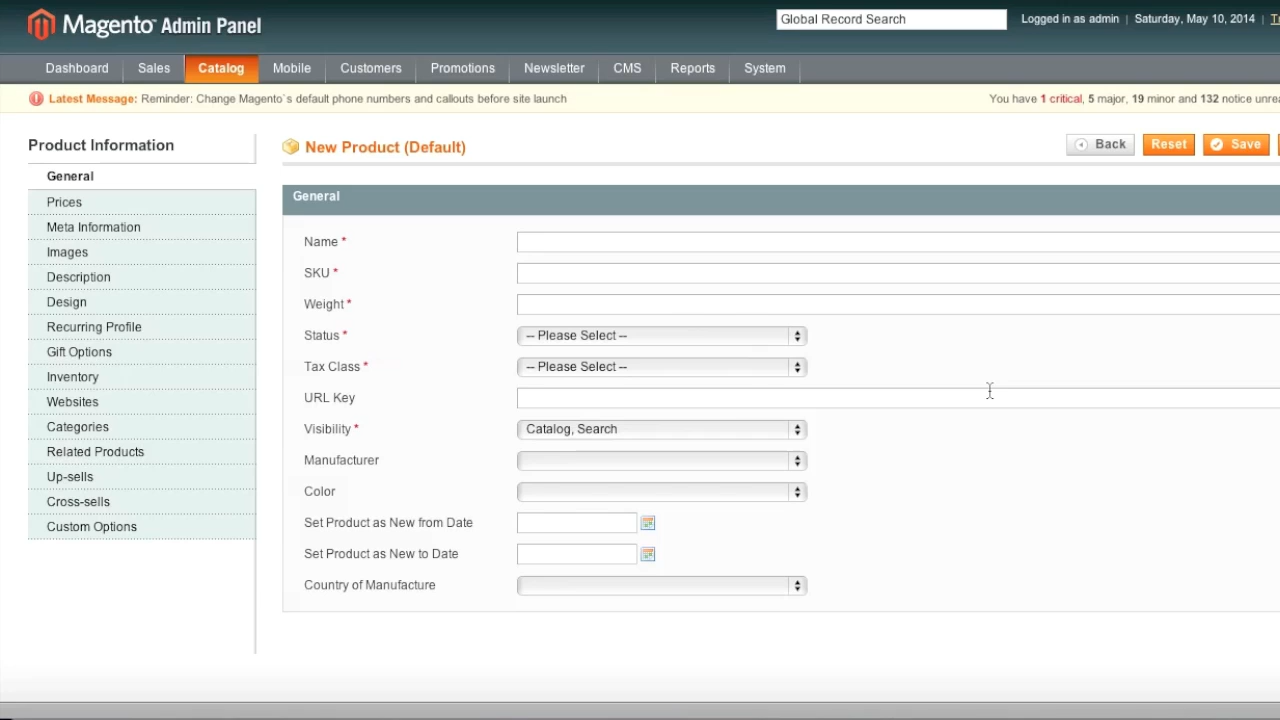 Magento Admin Panel
Global Record Search
Logged in as admin | Saturday, May 10, 2014 |
Dashboard Sales Catalog Mobile Customers Promotions Newsletter CMS Reports System
Latest Message: Reminder: Change Magento`s default phone numbers and callouts before site launch
You have 1 critical, 5 major, 19 minor and 132 notice
Product Information
General
Prices
Meta Information
Images
Description
Design
Recurring Profile
Gift Options
Inventory
Websites
Categories
Related Products
Up-sells
Cross-sells
Custom Options
New Product (Default)
Back Reset Save
General
Name *
SKU *
Weight *
Status * -- Please Select --
Tax Class * -- Please Select --
URL Key
Visibility * Catalog, Search
Manufacturer
Color
Set Product as New from Date
Set Product as New to Date
Country of Manufacture